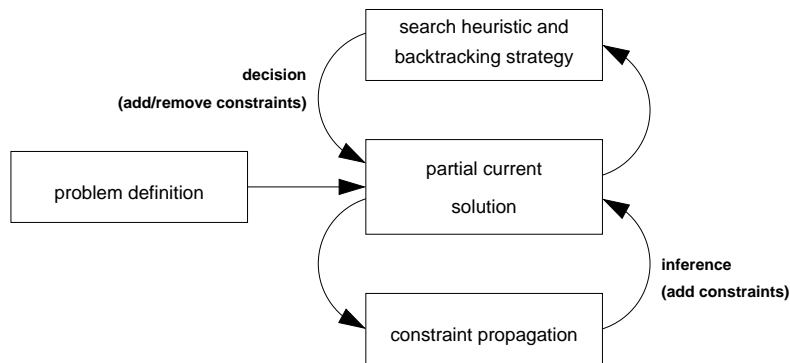 search heuristic and
backtracking strategy
decision
(add/remove constraints)
partial current
solution
problem definition
inference
(add constraints)
constraint propagation